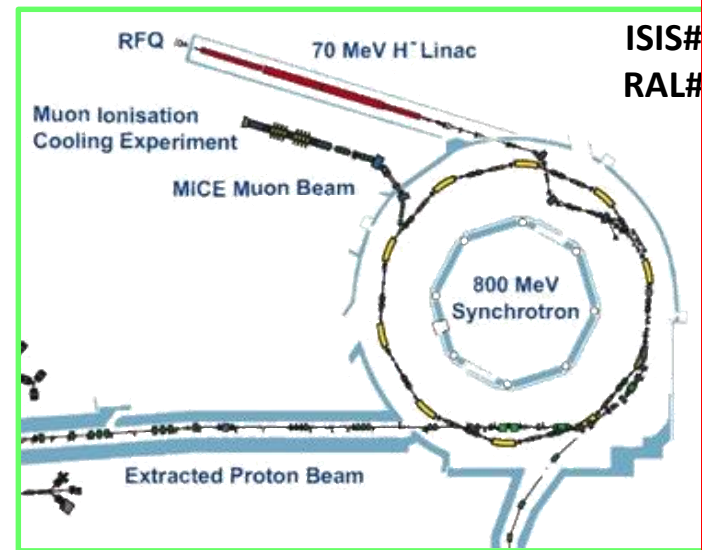 ISIS#
RAL#
RFQ
70 MeV H⁻ Linac
Muon Ionisation
Cooling Experiment
MICE Muon Beam
800 MeV
Synchrotron
Extracted Proton Beam